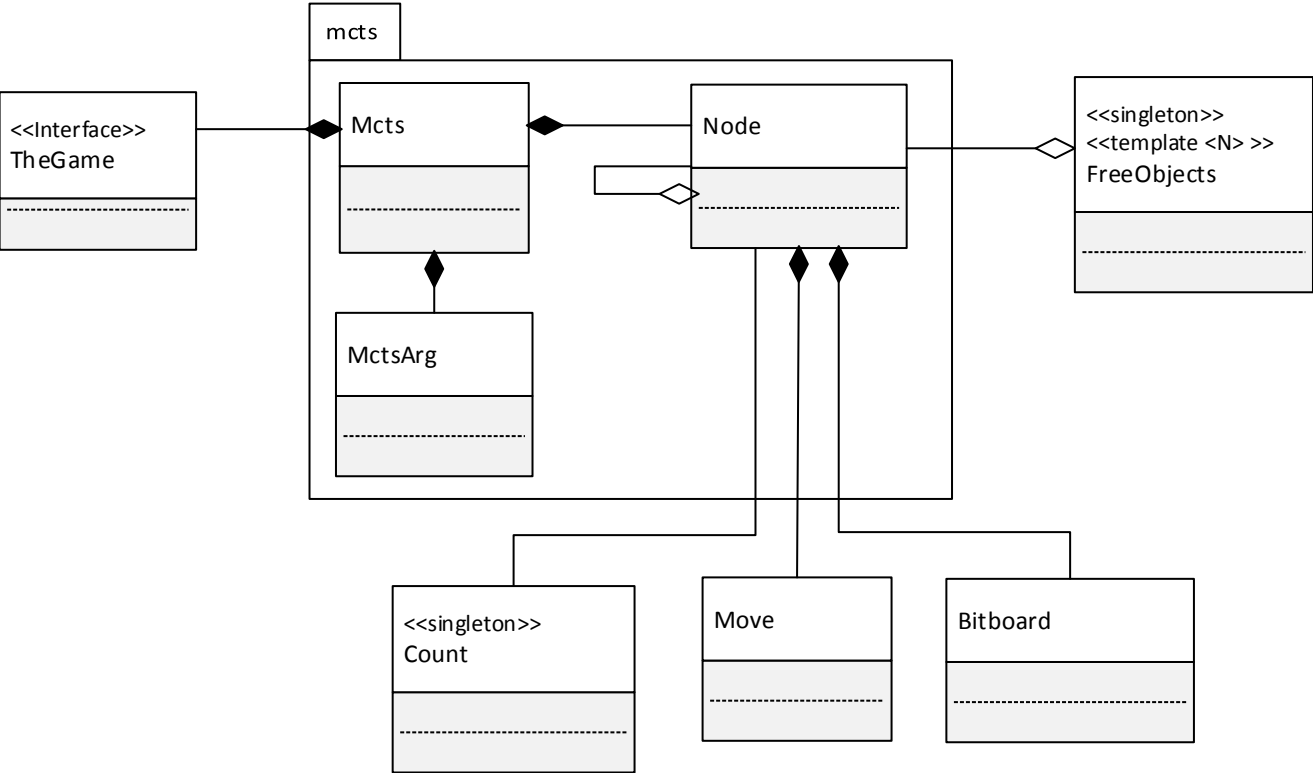 mcts
<<Interface>>
TheGame
Mcts
Node
<<singleton>>
<<template <N> >>
FreeObjects
MctsArg
<<singleton>>
Count
Move
Bitboard